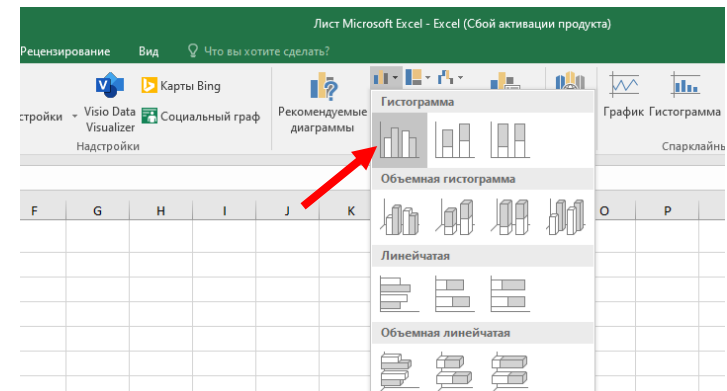 Лист Microsoft Excel - Excel (Сбой активации продукта)
Рецензирование Вид Что вы хотите сделать?
Карты Bing
стройки Visio Data Visualizer Социальный граф
Надстройки
Рекомендуемые диаграммы
График Гистограмма
Спарклайны
Гистограмма
Объемная гистограмма
F G H I J K O P
Линейчатая
Объемная линейчатая